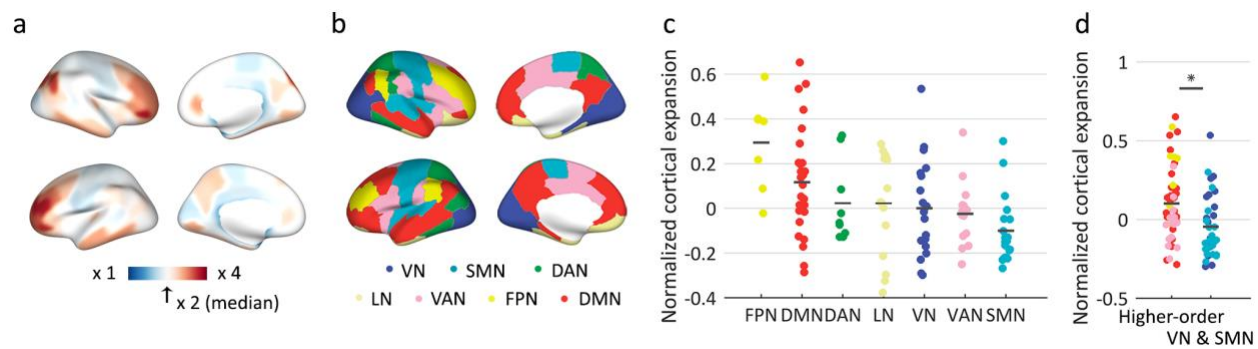 a
x 1
x 4
↑ x 2 (median)
b
VN SMN DAN
LN VAN FPN DMN
c
Normalized cortical expansion
0.6
0.4
0.2
0
-0.2
-0.4
FPN DMN DAN LN VN VAN SMN
d
Normalized cortical expansion
1
0.5
0
-0.5
*
Higher-order
VN & SMN